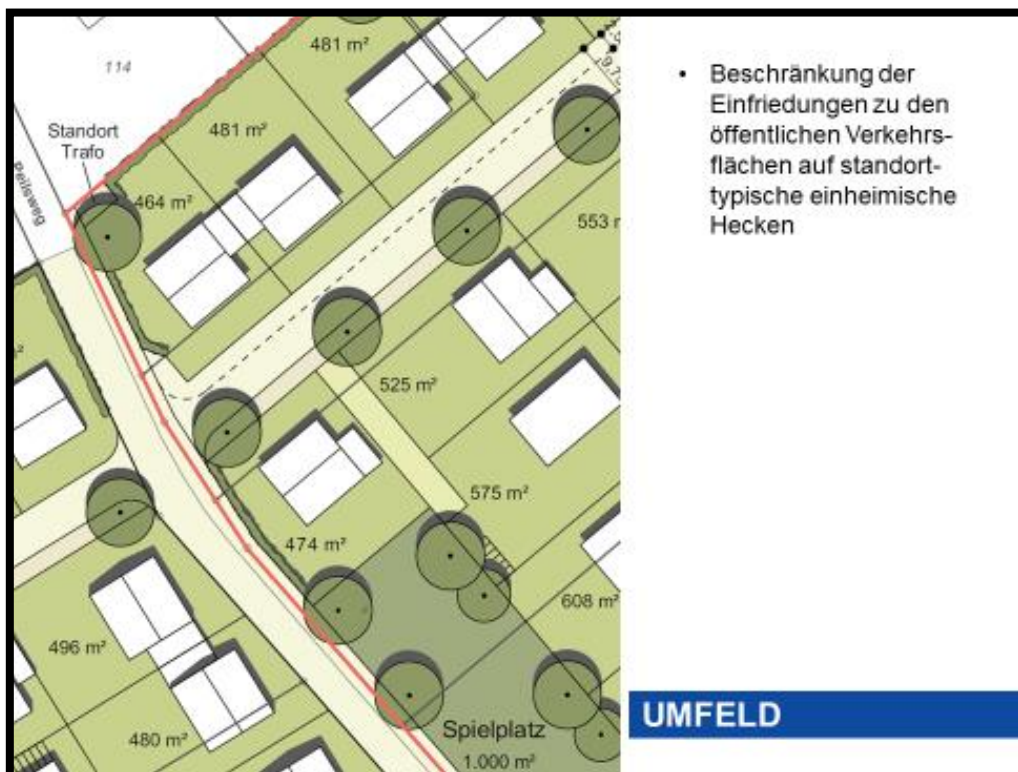 481 m²
114
481 m²
Standort
Trafo
Peilsweg
464 m²
553 m
525 m²
575 m²
474 m²
608 m²
496 m²
480 m²
Spielplatz
1.000 m²
• Beschränkung der
Einfriedungen zu den
öffentlichen Verkehrs-
flächen auf standort-
typische einheimische
Hecken
UMFELD